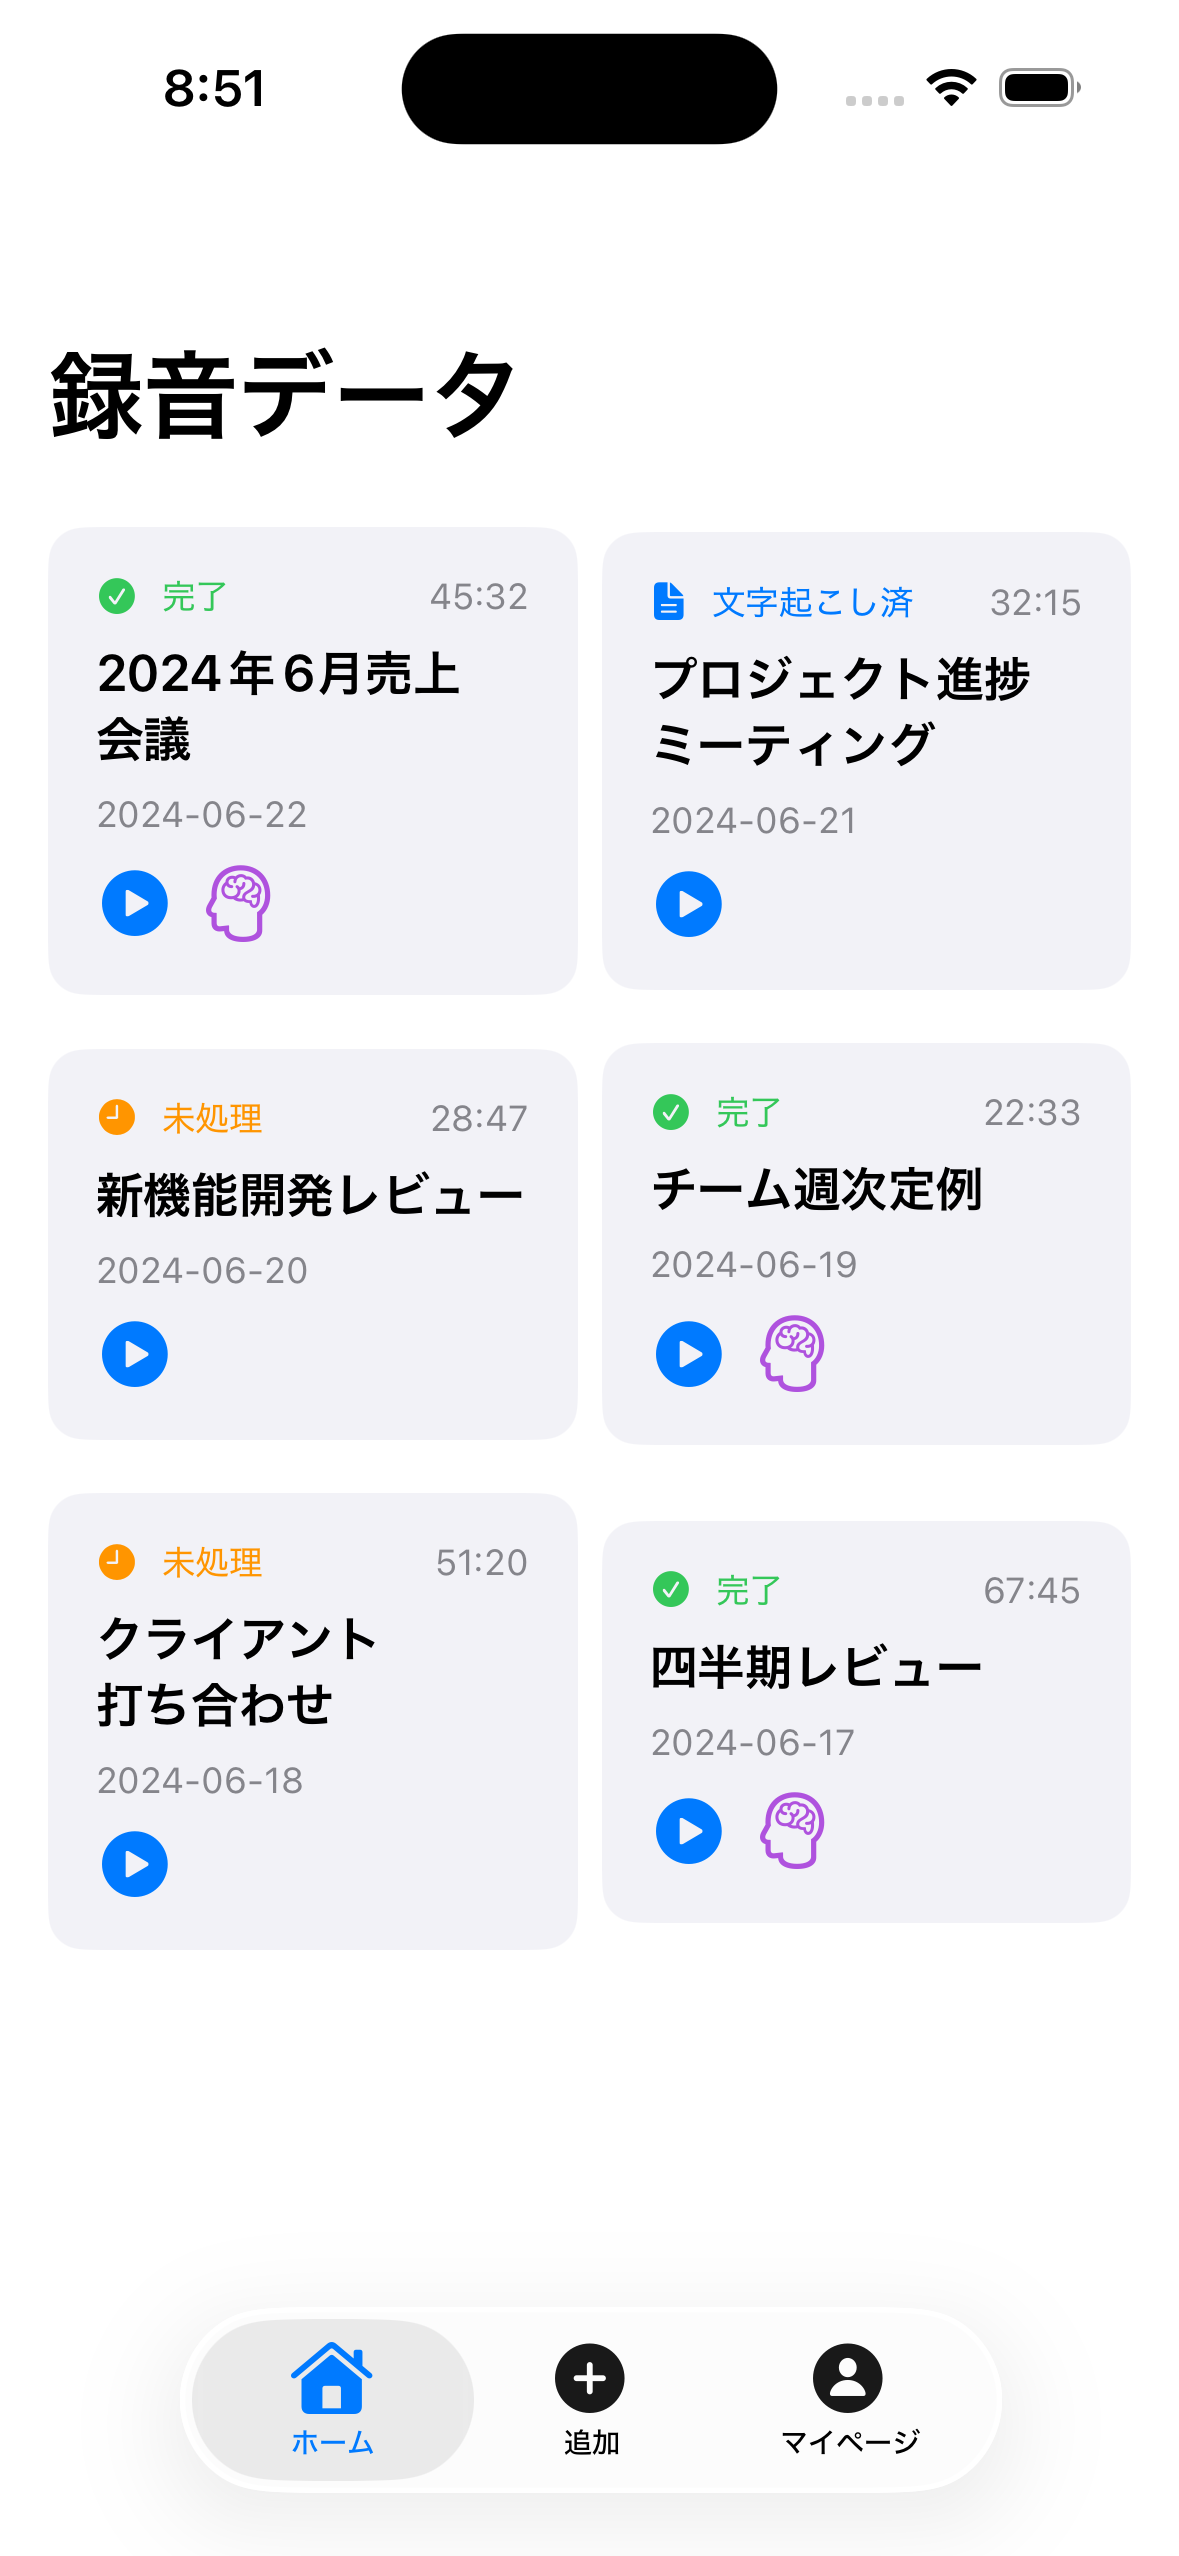 8:51
録音データ
完了 45:32
2024年6月売上
会議
2024-06-22
文字起こし済 32:15
プロジェクト進捗
ミーティング
2024-06-21
未処理 28:47
新機能開発レビュー
2024-06-20
完了 22:33
チーム週次定例
2024-06-19
未処理 51:20
クライアント
打ち合わせ
2024-06-18
完了 67:45
四半期レビュー
2024-06-17
ホーム 追加 マイページ